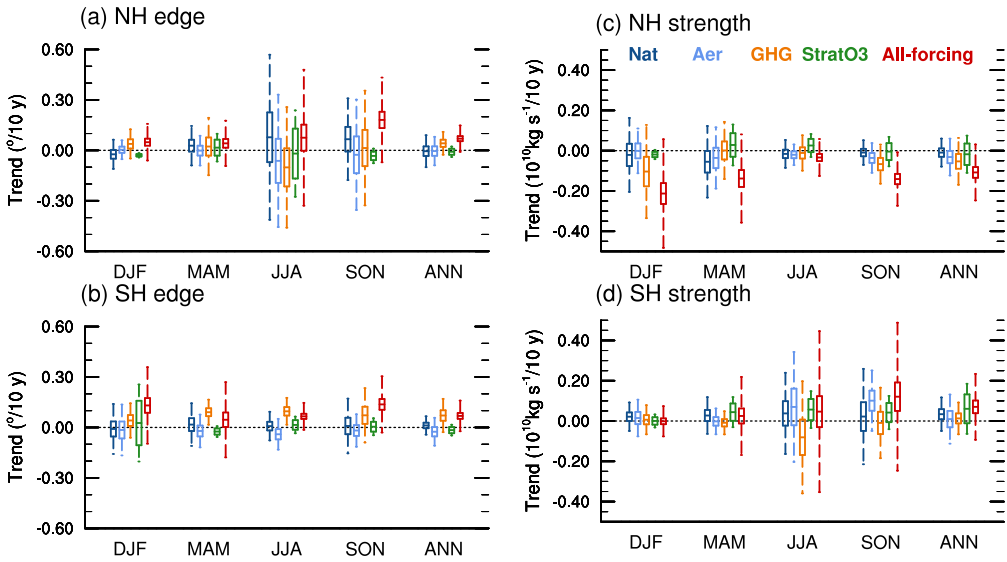 (a) NH edge
Trend (°/10 y)
0.60
0.30
0.00
-0.30
-0.60
DJF MAM JJA SON ANN
(c) NH strength
Nat Aer GHG StratO3 All-forcing
Trend (10¹⁰kg s⁻¹/10 y)
0.40
0.20
0.00
-0.20
-0.40
DJF MAM JJA SON ANN
(b) SH edge
Trend (°/10 y)
0.60
0.30
0.00
-0.30
-0.60
DJF MAM JJA SON ANN
(d) SH strength
Trend (10¹⁰kg s⁻¹/10 y)
0.40
0.20
0.00
-0.20
-0.40
DJF MAM JJA SON ANN